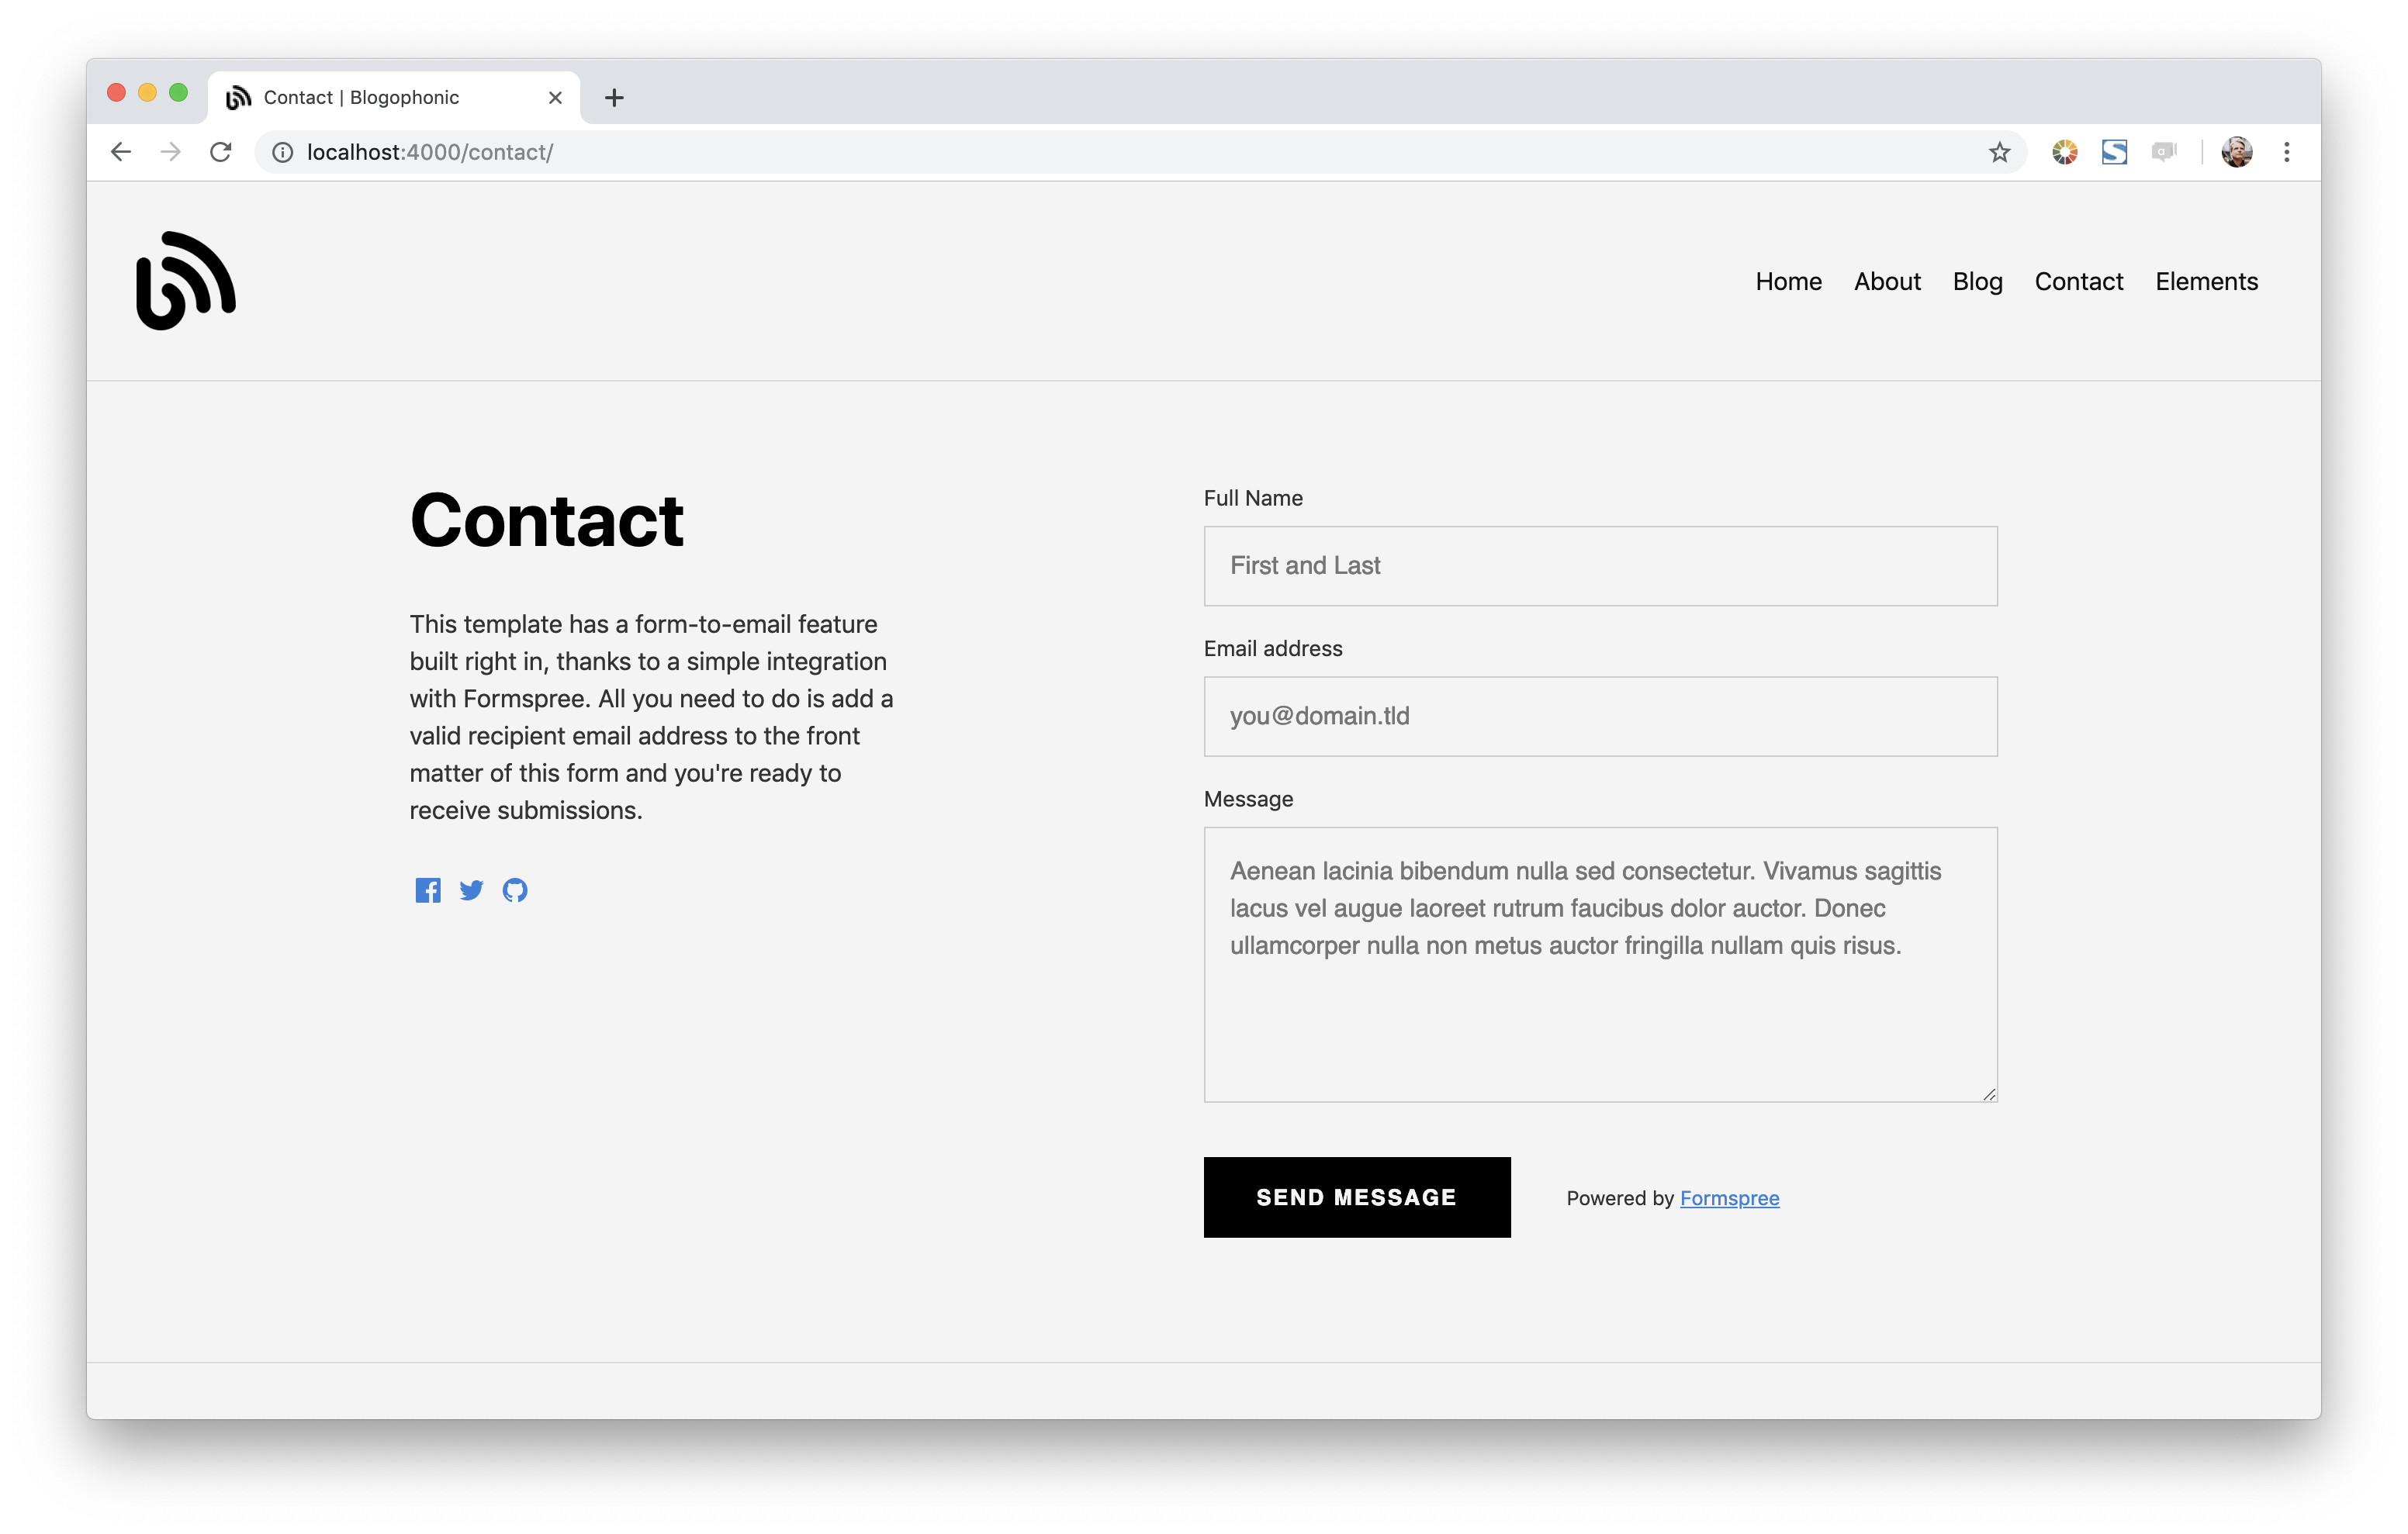 Contact | Blogophonic
localhost:4000/contact/
Home About Blog Contact Elements
Contact
This template has a form-to-email feature
built right in, thanks to a simple integration
with Formspree. All you need to do is add a
valid recipient email address to the front
matter of this form and you're ready to
receive submissions.
Full Name
First and Last
Email address
you@domain.tld
Message
Aenean lacinia bibendum nulla sed consectetur. Vivamus sagittis
lacus vel augue laoreet rutrum faucibus dolor auctor. Donec
ullamcorper nulla non metus auctor fringilla nullam quis risus.
SEND MESSAGE
Powered by Formspree